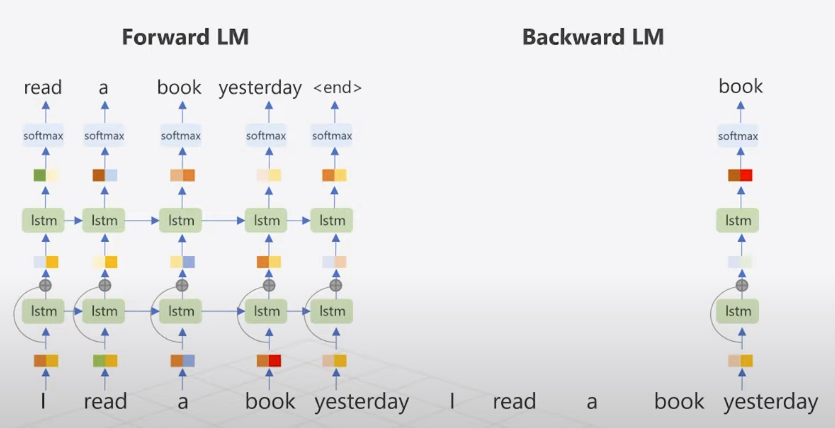 Forward LM Backward LM
read a book yesterday <end> book
softmax softmax softmax softmax softmax softmax
lstm lstm lstm lstm lstm lstm
lstm lstm lstm lstm lstm lstm
I read a book yesterday I read a book yesterday